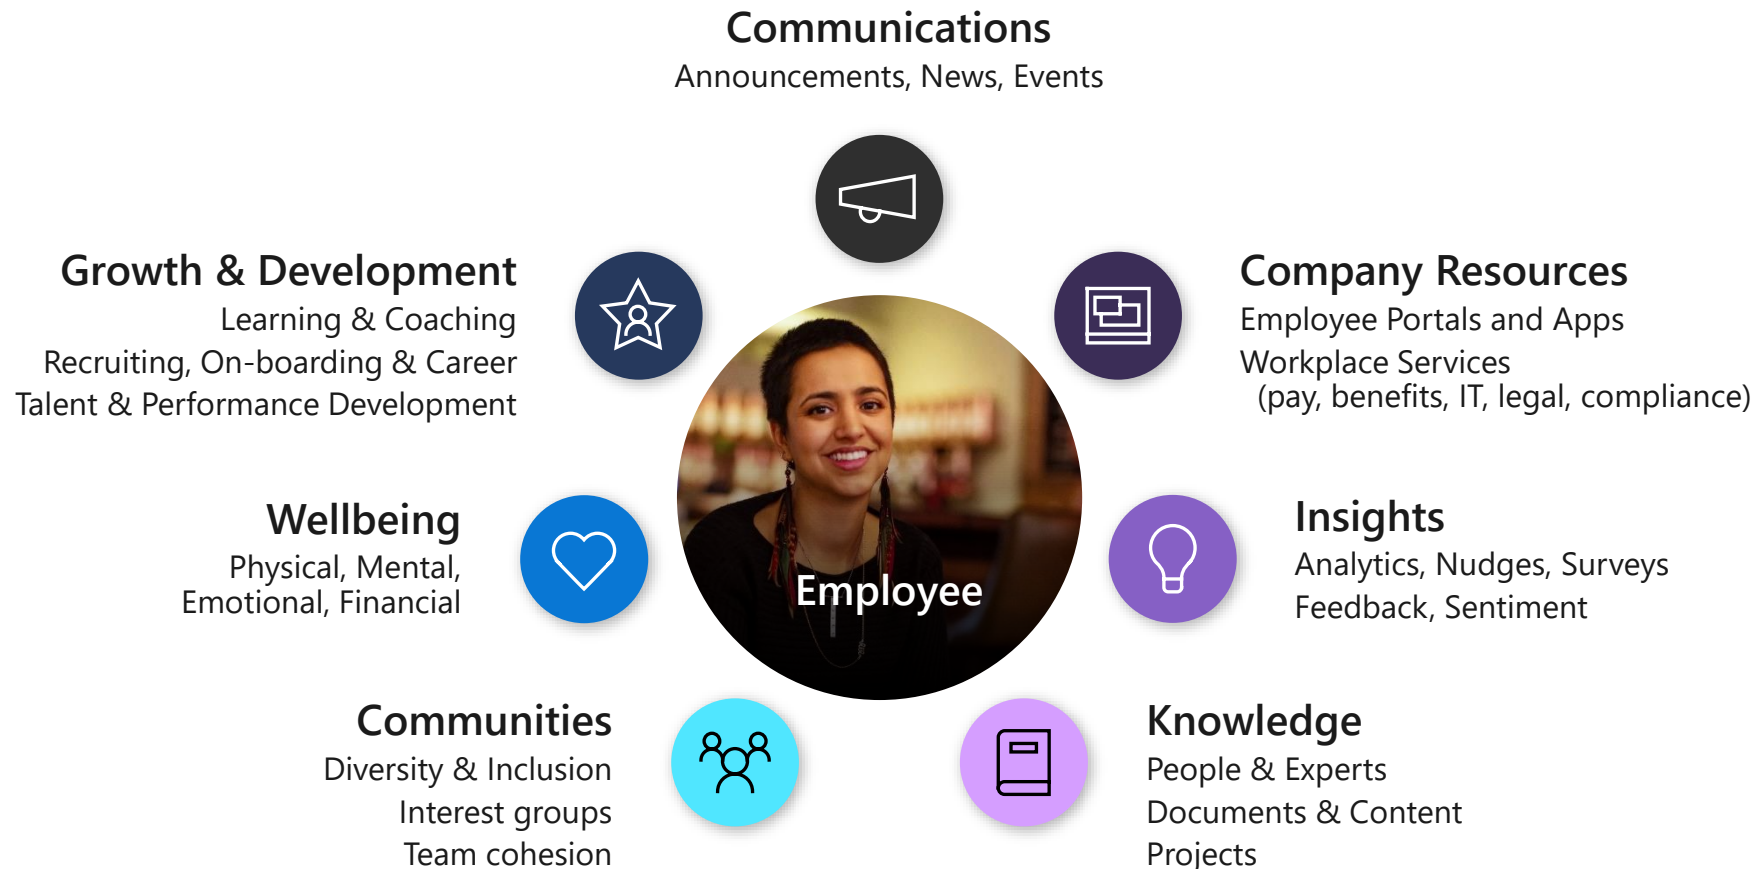 Communications
Announcements, News, Events
Growth & Development
Learning & Coaching
Recruiting, On-boarding & Career
Talent & Performance Development
Company Resources
Employee Portals and Apps
Workplace Services
(pay, benefits, IT, legal, compliance)
Wellbeing
Physical, Mental,
Emotional, Financial
Employee
Insights
Analytics, Nudges, Surveys
Feedback, Sentiment
Communities
Diversity & Inclusion
Interest groups
Team cohesion
Knowledge
People & Experts
Documents & Content
Projects